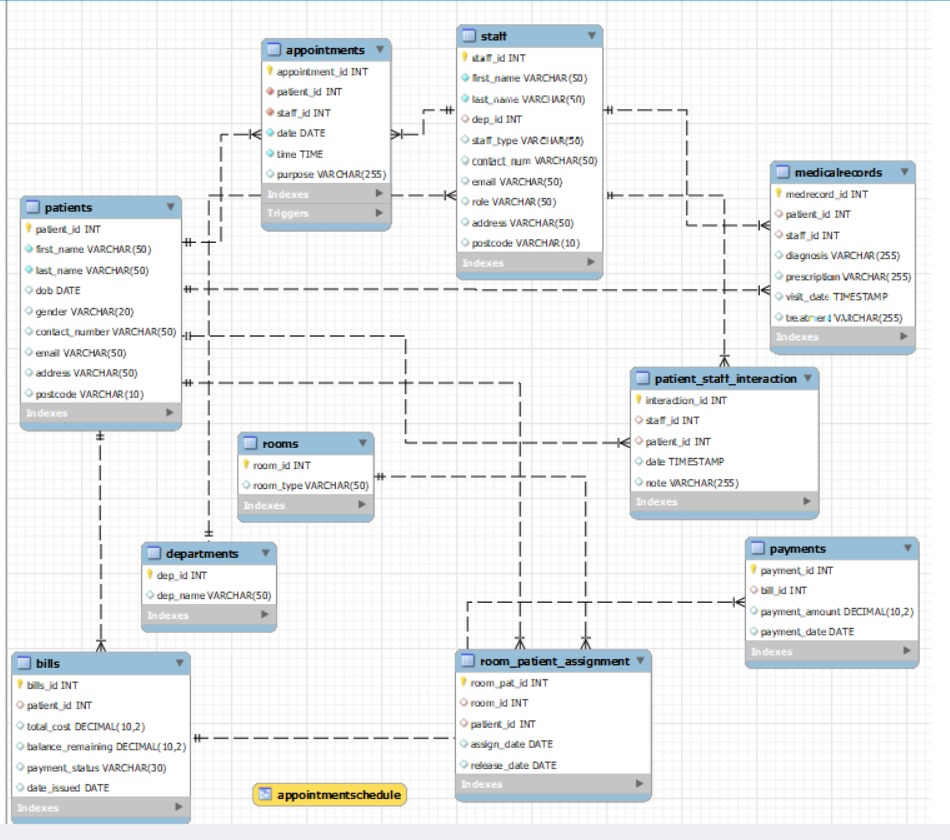 appointments
appointment_id INT
patient_id INT
staff_id INT
date DATE
time TIME
purpose VARCHAR(255)
Indexes
Triggers
staff
staff_id INT
first_name VARCHAR(50)
last_name VARCHAR(50)
dep_id INT
staff_type VARCHAR(50)
contact_num VARCHAR(50)
email VARCHAR(50)
role VARCHAR(50)
address VARCHAR(50)
postcode VARCHAR(10)
Indexes
medicalrecords
medrecord_id INT
patient_id INT
staff_id INT
diagnosis VARCHAR(255)
prescription VARCHAR(255)
visit_date TIMESTAMP
treatment VARCHAR(255)
Indexes
patients
patient_id INT
first_name VARCHAR(50)
last_name VARCHAR(50)
dob DATE
gender VARCHAR(20)
contact_number VARCHAR(50)
email VARCHAR(50)
address VARCHAR(50)
postcode VARCHAR(10)
Indexes
patient_staff_interaction
interaction_id INT
staff_id INT
patient_id INT
date TIMESTAMP
note VARCHAR(255)
Indexes
rooms
room_id INT
room_type VARCHAR(50)
Indexes
departments
dep_id INT
dep_name VARCHAR(50)
Indexes
payments
payment_id INT
bill_id INT
payment_amount DECIMAL(10,2)
payment_date DATE
Indexes
bills
bills_id INT
patient_id INT
total_cost DECIMAL(10,2)
balance_remaining DECIMAL(10,2)
payment_status VARCHAR(30)
date_issued DATE
Indexes
room_patient_assignment
room_pat_id INT
room_id INT
patient_id INT
assign_date DATE
release_date DATE
Indexes
appointmentschedule